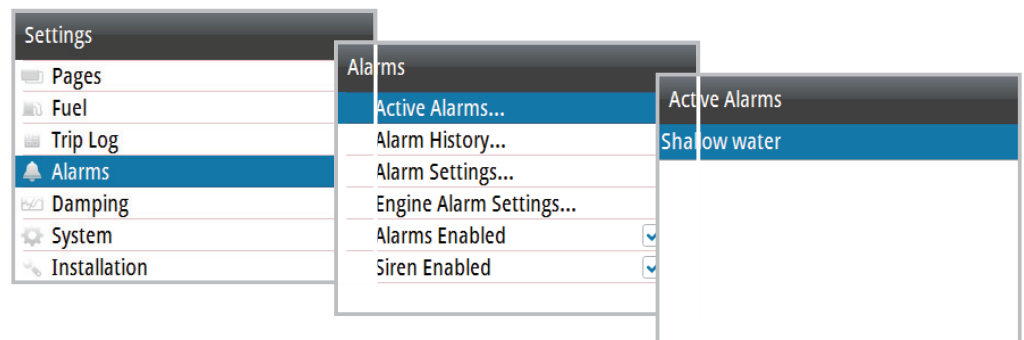 Settings
Pages
Fuel
Trip Log
Alarms
Damping
System
Installation
Alarms
Active Alarms...
Alarm History...
Alarm Settings...
Engine Alarm Settings...
Alarms Enabled
Siren Enabled
Active Alarms
Shallow water